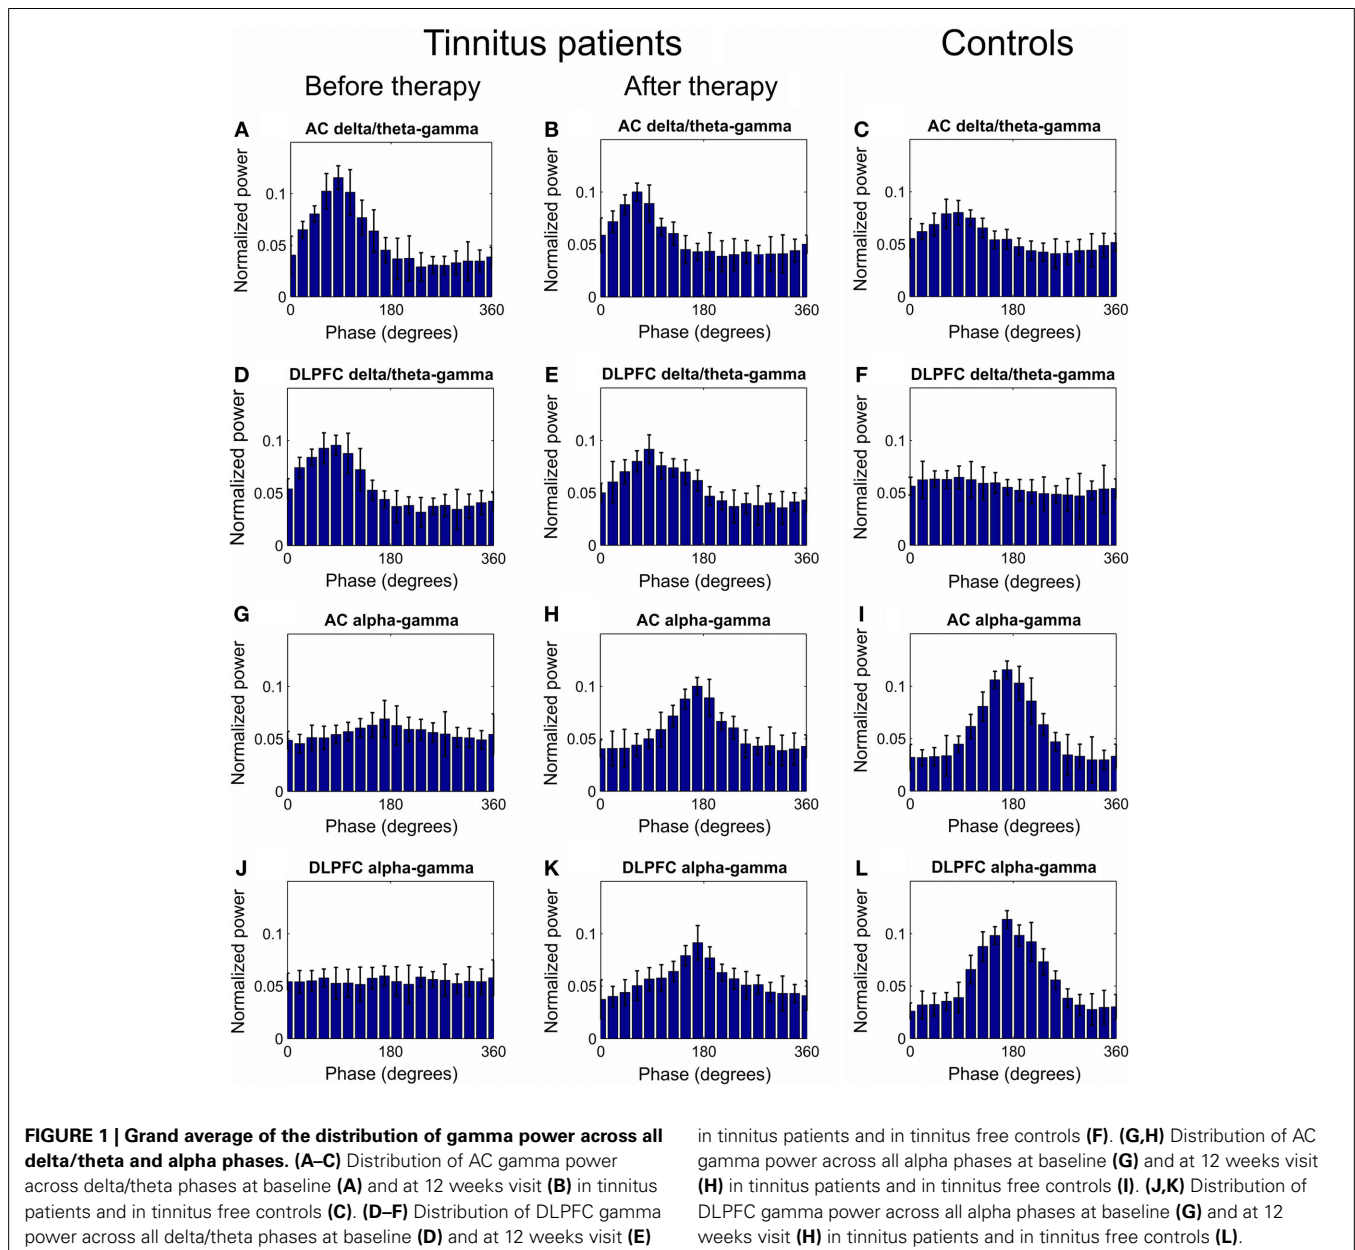 Tinnitus patients
Controls
Before therapy
After therapy
A
AC delta/theta-gamma
Normalized power
0.1
0.05
0
0
180
360
Phase (degrees)
B
AC delta/theta-gamma
Normalized power
0.1
0.05
0
0
180
360
Phase (degrees)
C
AC delta/theta-gamma
Normalized power
0.1
0.05
0
0
180
360
Phase (degrees)
D
DLPFC delta/theta-gamma
Normalized power
0.1
0.05
0
0
180
360
Phase (degrees)
E
DLPFC delta/theta-gamma
Normalized power
0.1
0.05
0
0
180
360
Phase (degrees)
F
DLPFC delta/theta-gamma
Normalized power
0.1
0.05
0
0
180
360
Phase (degrees)
G
AC alpha-gamma
Normalized power
0.1
0.05
0
0
180
360
Phase (degrees)
H
AC alpha-gamma
Normalized power
0.1
0.05
0
0
180
360
Phase (degrees)
I
AC alpha-gamma
Normalized power
0.1
0.05
0
0
180
360
Phase (degrees)
J
DLPFC alpha-gamma
Normalized power
0.1
0.05
0
0
180
360
Phase (degrees)
K
DLPFC alpha-gamma
Normalized power
0.1
0.05
0
0
180
360
Phase (degrees)
L
DLPFC alpha-gamma
Normalized power
0.1
0.05
0
0
180
360
Phase (degrees)
FIGURE 1 | Grand average of the distribution of gamma power across all
delta/theta and alpha phases. (A–C) Distribution of AC gamma power
across delta/theta phases at baseline (A) and at 12 weeks visit (B) in tinnitus
patients and in tinnitus free controls (C). (D–F) Distribution of DLPFC gamma
power across all delta/theta phases at baseline (D) and at 12 weeks visit (E)
in tinnitus patients and in tinnitus free controls (F). (G,H) Distribution of AC
gamma power across all alpha phases at baseline (G) and at 12 weeks visit
(H) in tinnitus patients and in tinnitus free controls (I). (J,K) Distribution of
DLPFC gamma power across all alpha phases at baseline (G) and at 12
weeks visit (H) in tinnitus patients and in tinnitus free controls (L).